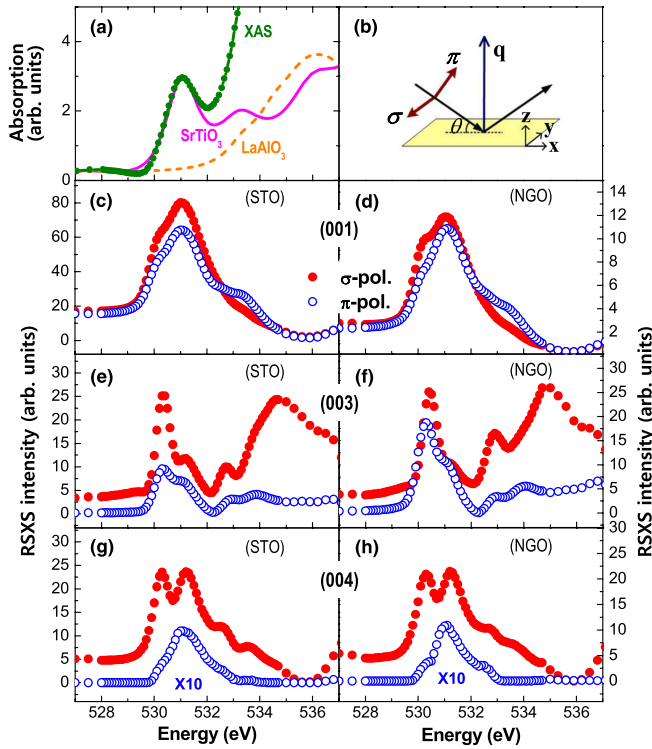 (a)
XAS
SrTiO3
LaAlO3
Absorption
(arb. units)
4
2
0
(b)
π
q
σ
θ
z
y
x
(c)
(STO)
(001)
80
60
40
20
0
σ-pol.
π-pol.
(d)
(NGO)
14
12
10
8
6
4
2
(e)
(STO)
(003)
30
25
20
15
10
5
0
(f)
(NGO)
30
25
20
15
10
5
0
(g)
(STO)
(004)
30
25
20
15
10
5
0
X10
(h)
(NGO)
30
25
20
15
10
5
0
X10
RSXS intensity (arb. units)
RSXS intensity (arb. units)
528 530 532 534 536
528 530 532 534 536
Energy (eV)
Energy (eV)